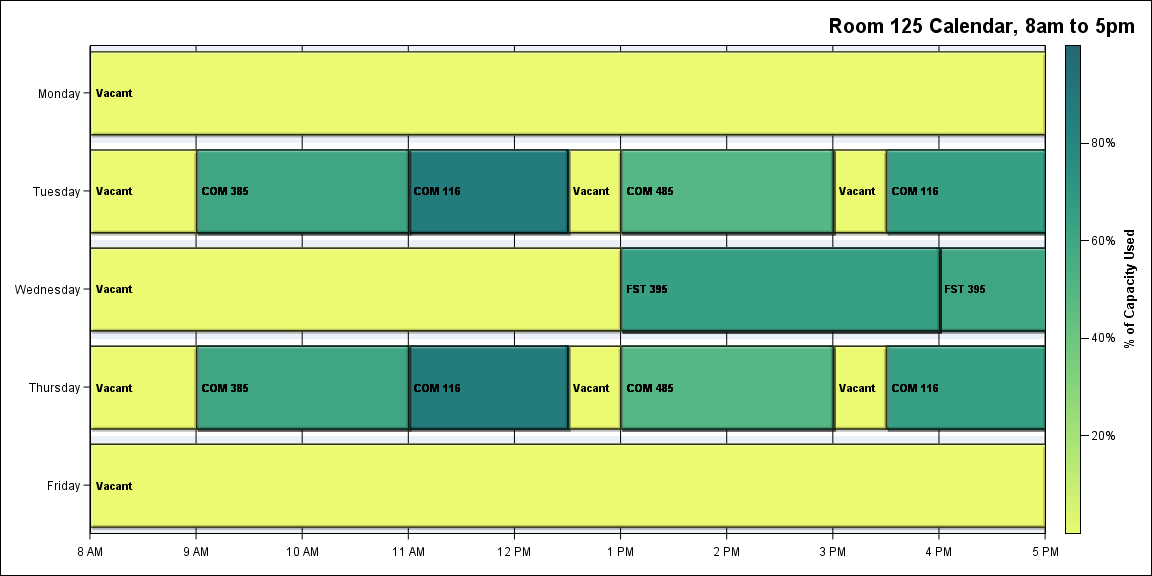 Room 125 Calendar, 8am to 5pm
Monday
Vacant
Tuesday
Vacant
COM 385
COM 116
Vacant
COM 485
Vacant
COM 116
Wednesday
Vacant
FST 395
FST 395
Thursday
Vacant
COM 385
COM 116
Vacant
COM 485
Vacant
COM 116
Friday
Vacant
8 AM
9 AM
10 AM
11 AM
12 PM
1 PM
2 PM
3 PM
4 PM
5 PM
80%
60%
40%
20%
% of Capacity Used